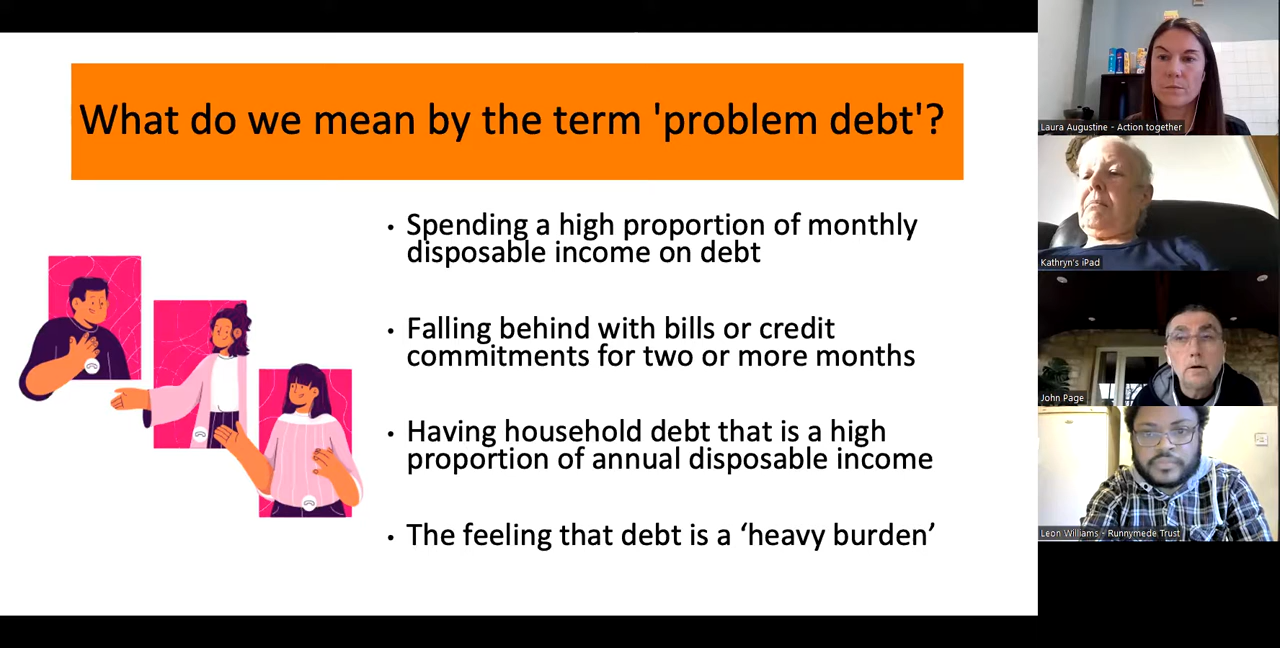 What do we mean by the term 'problem debt'?
• Spending a high proportion of monthly
disposable income on debt
• Falling behind with bills or credit
commitments for two or more months
• Having household debt that is a high
proportion of annual disposable income
• The feeling that debt is a ‘heavy burden’
Laura Augustine - Action together
Kathryn's iPad
John Page
Leon Williams - Runnymede Trust